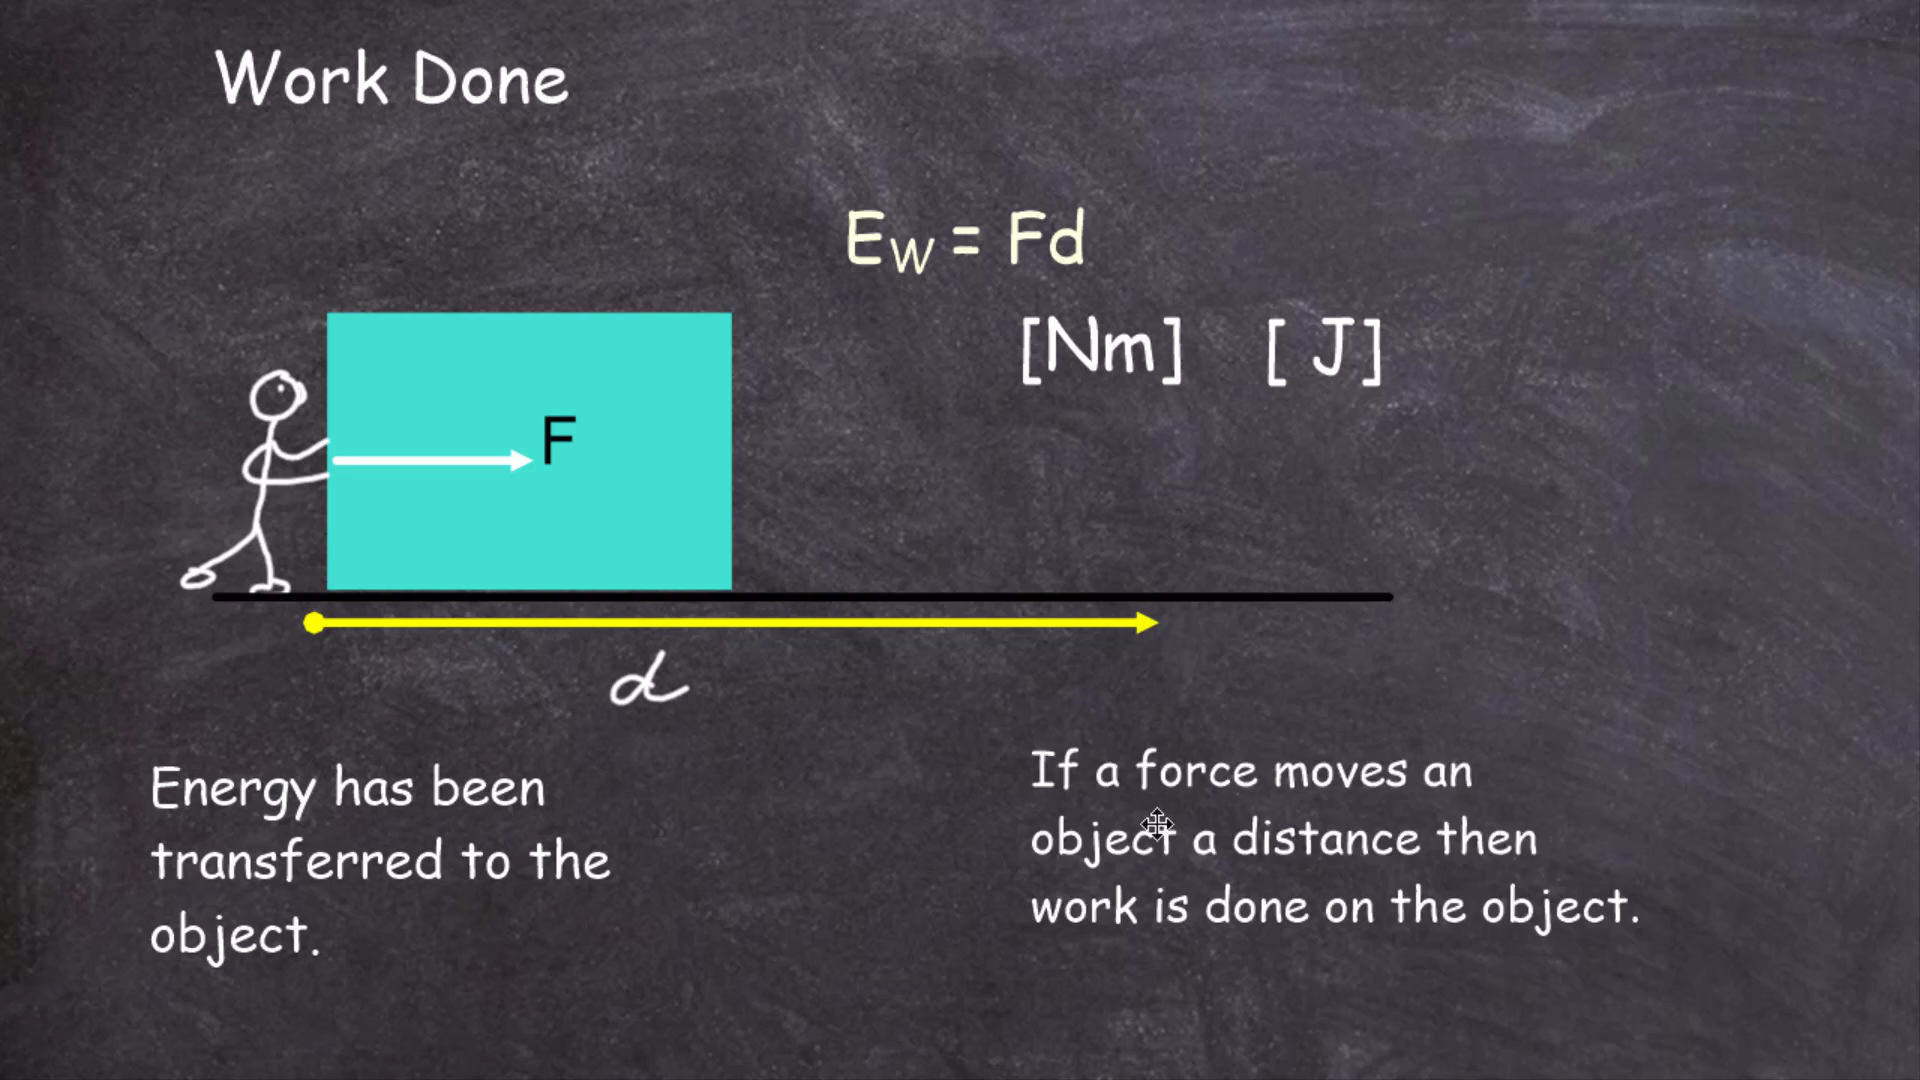 Work Done
E_W = Fd
[Nm] [ J]
F
d
Energy has been
transferred to the
object.
If a force moves an
object a distance then
work is done on the object.